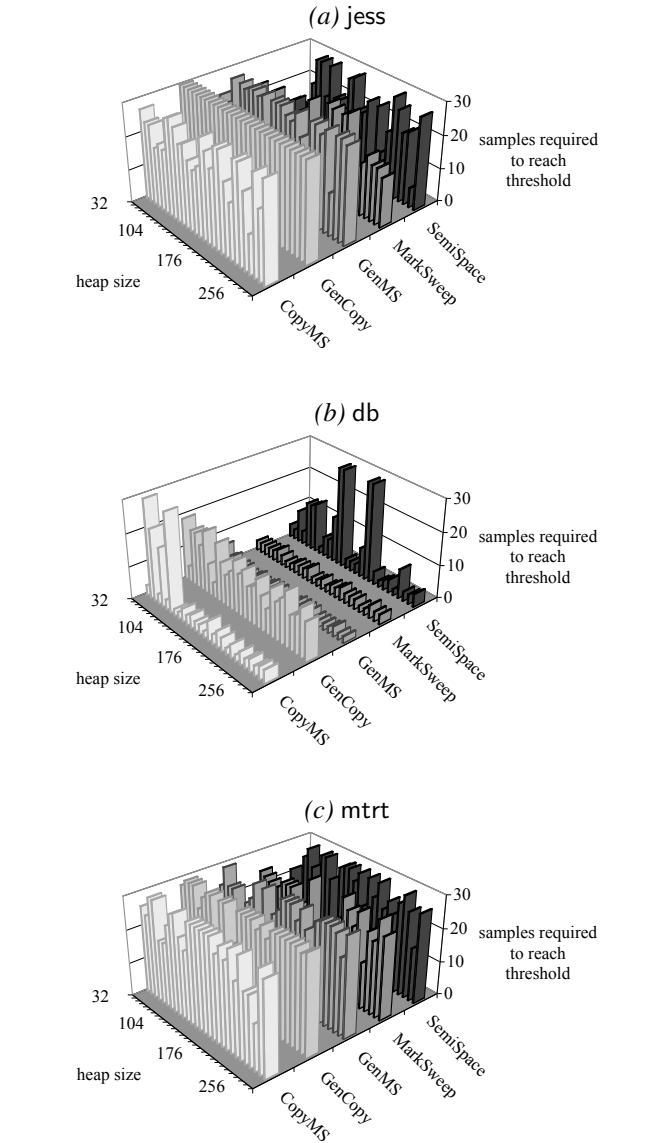 (a) jess
30
20
10
0
samples required
to reach
threshold
32
104
176
256
heap size
CopyMS
GenCopy
GenMS
MarkSweep
SemiSpace
(b) db
30
20
10
0
samples required
to reach
threshold
32
104
176
256
heap size
CopyMS
GenCopy
GenMS
MarkSweep
SemiSpace
(c) mtrt
30
20
10
0
samples required
to reach
threshold
32
104
176
256
heap size
CopyMS
GenCopy
GenMS
MarkSweep
SemiSpace